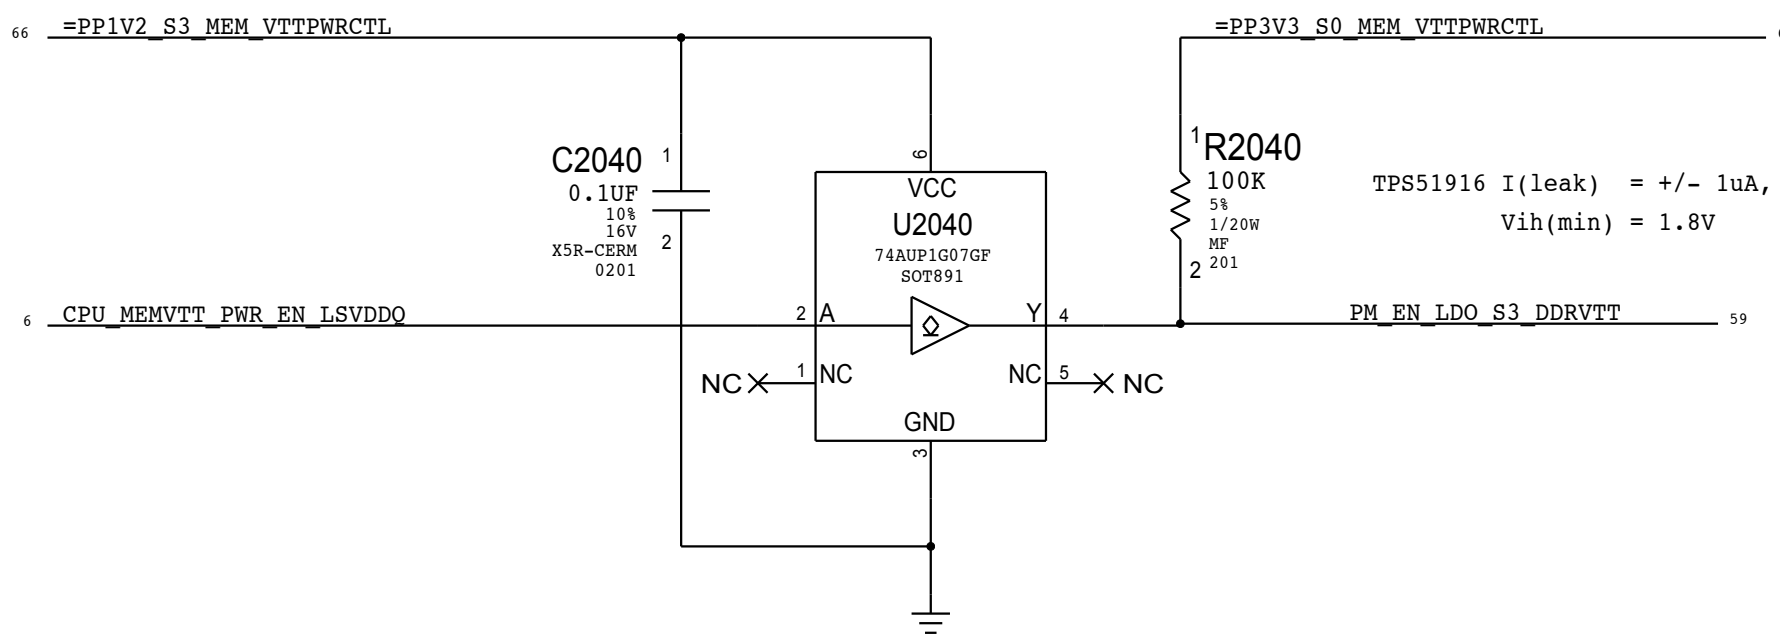 66 =PP1V2_S3_MEM_VTTPWRCTL
=PP3V3_S0_MEM_VTTPWRCTL
C2040 1
0.1UF
10%
16V
X5R-CERM
0201
2
6
VCC
U2040
74AUP1G07GF
SOT891
1 R2040
100K
5%
1/20W
MF
201
2
TPS51916 I(leak) = +/- 1uA,
Vih(min) = 1.8V
6 CPU_MEMVTT_PWR_EN_LSVDDQ
2 A
Y 4
PM_EN_LDO_S3_DDRVTT 59
NC 1 NC
NC 5 NC
GND
3